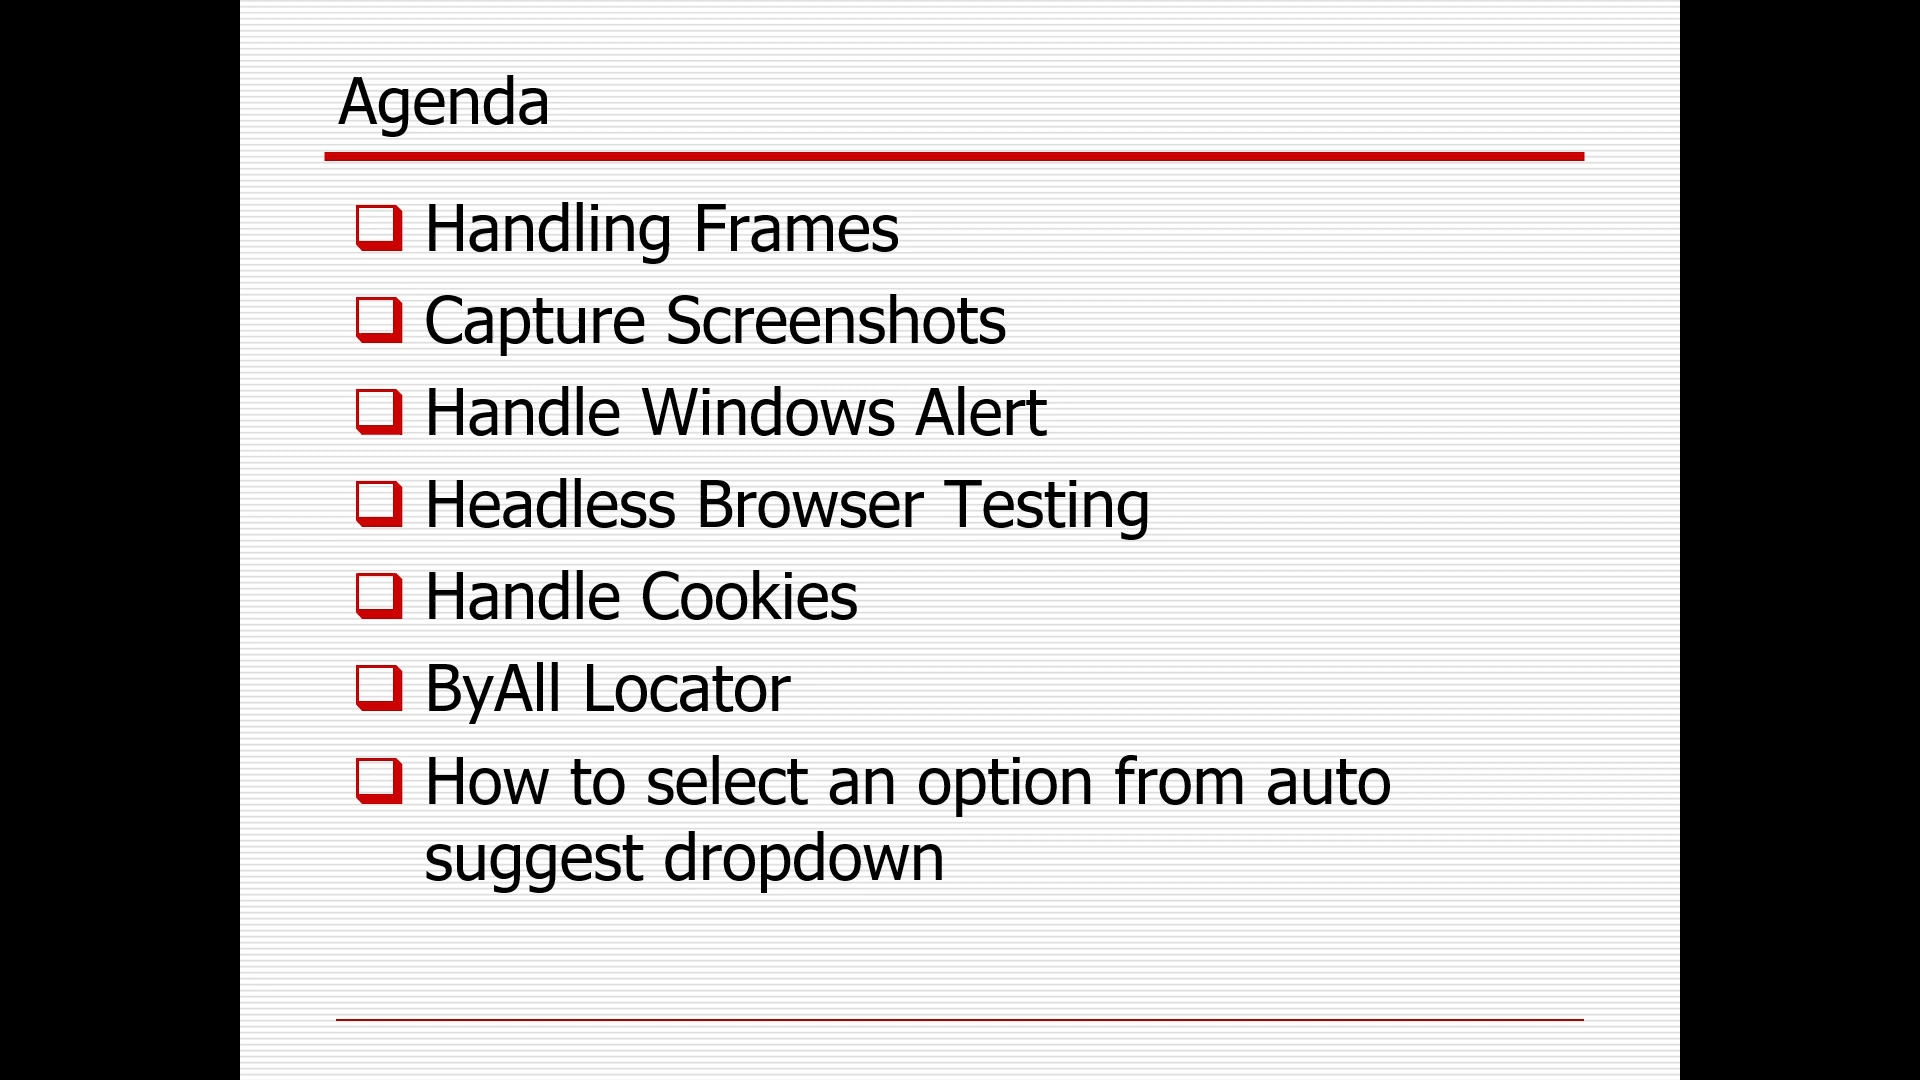 Agenda
Handling Frames
Capture Screenshots
Handle Windows Alert
Headless Browser Testing
Handle Cookies
ByAll Locator
How to select an option from auto
suggest dropdown